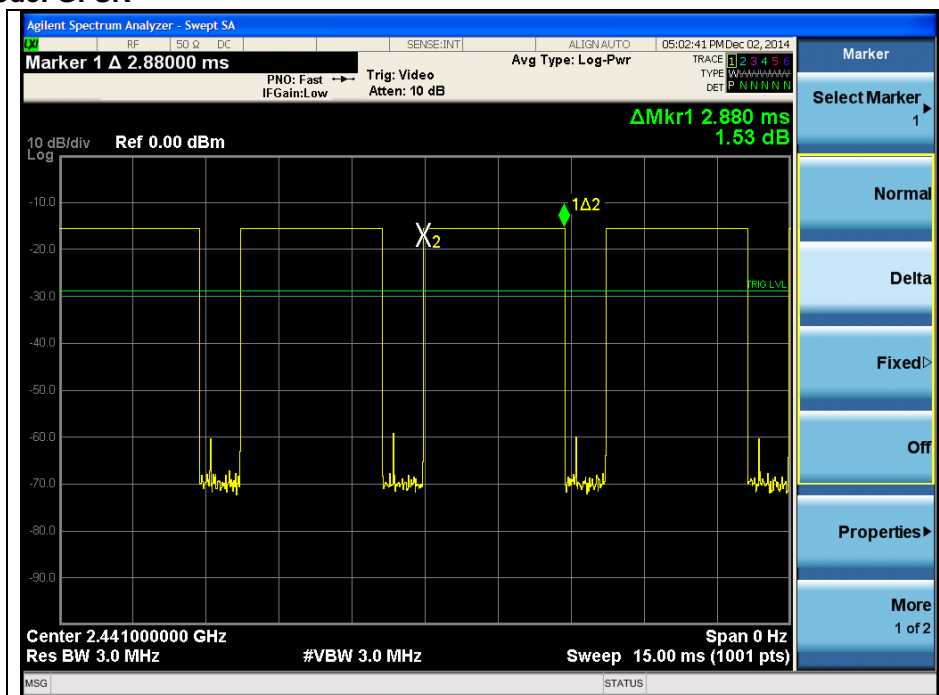 Agilent Spectrum Analyzer - Swept SA
LXI RF 50 Ω DC SENSE:INT ALIGN AUTO 05:02:41 PM Dec 02, 2014
Marker 1 Δ 2.88000 ms
PNO: Fast
IFGain:Low
Trig: Video
Atten: 10 dB
Avg Type: Log-Pwr
TRACE 1 2 3 4 5 6
TYPE WWWWWW
DET P N N N N N
ΔMkr1 2.880 ms
1.53 dB
10 dB/div Ref 0.00 dBm
Log
-10.0
-20.0
-30.0
-40.0
-50.0
-60.0
-70.0
-80.0
-90.0
1Δ2
X2
TRIG LVL
Center 2.441000000 GHz Span 0 Hz
Res BW 3.0 MHz #VBW 3.0 MHz Sweep 15.00 ms (1001 pts)
MSG STATUS
Marker
Select Marker
1
Normal
Delta
Fixed
Off
Properties
More
1 of 2